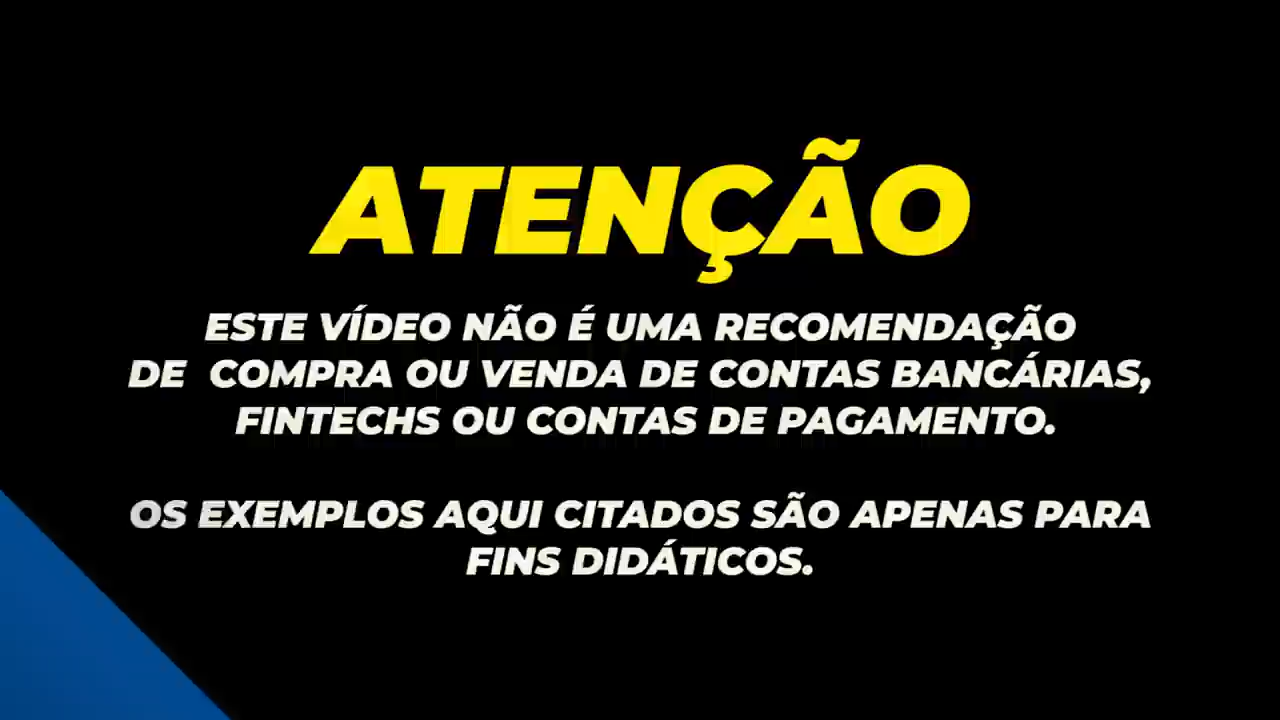 ATENÇÃO
ESTE VÍDEO NÃO É UMA RECOMENDAÇÃO
DE COMPRA OU VENDA DE CONTAS BANCÁRIAS,
FINTECHS OU CONTAS DE PAGAMENTO.
OS EXEMPLOS AQUI CITADOS SÃO APENAS PARA
FINS DIDÁTICOS.